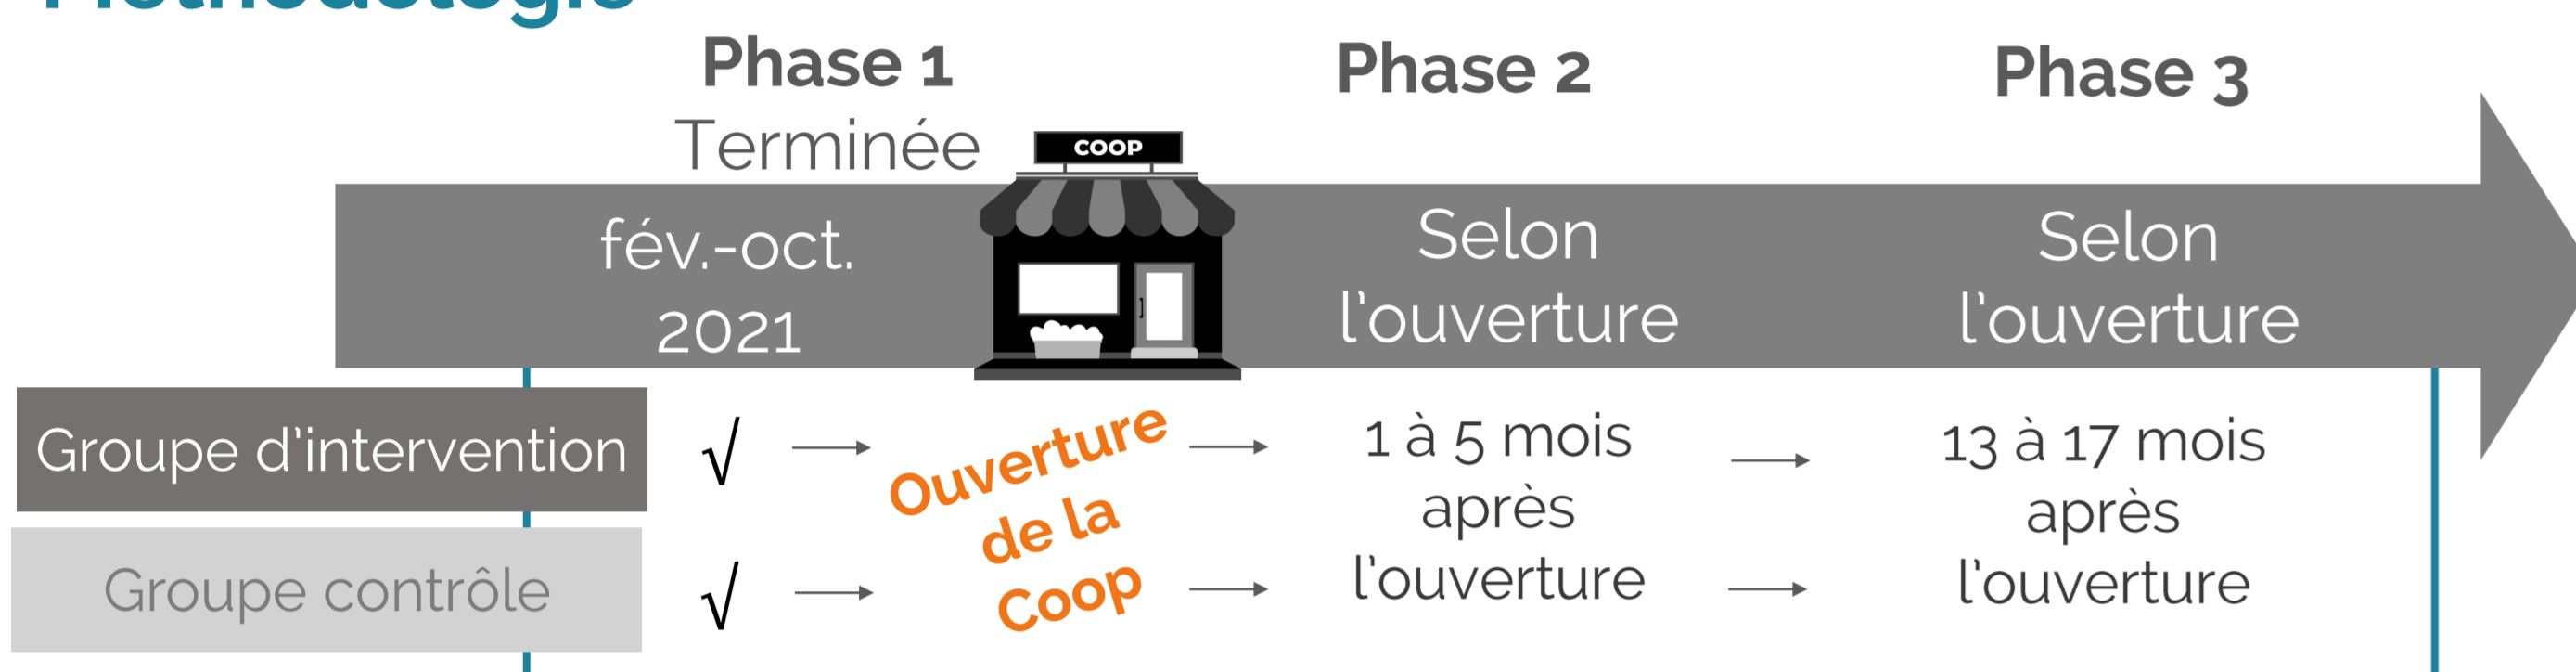 Méthodologie
Phase 1
Terminée
Phase 2
Phase 3
COOP
fév.-oct.
2021
Selon
l'ouverture
Selon
l'ouverture
Groupe d'intervention
√
Ouverture
de la
Coop
1 à 5 mois
après
l'ouverture
13 à 17 mois
après
l'ouverture
Groupe contrôle
√